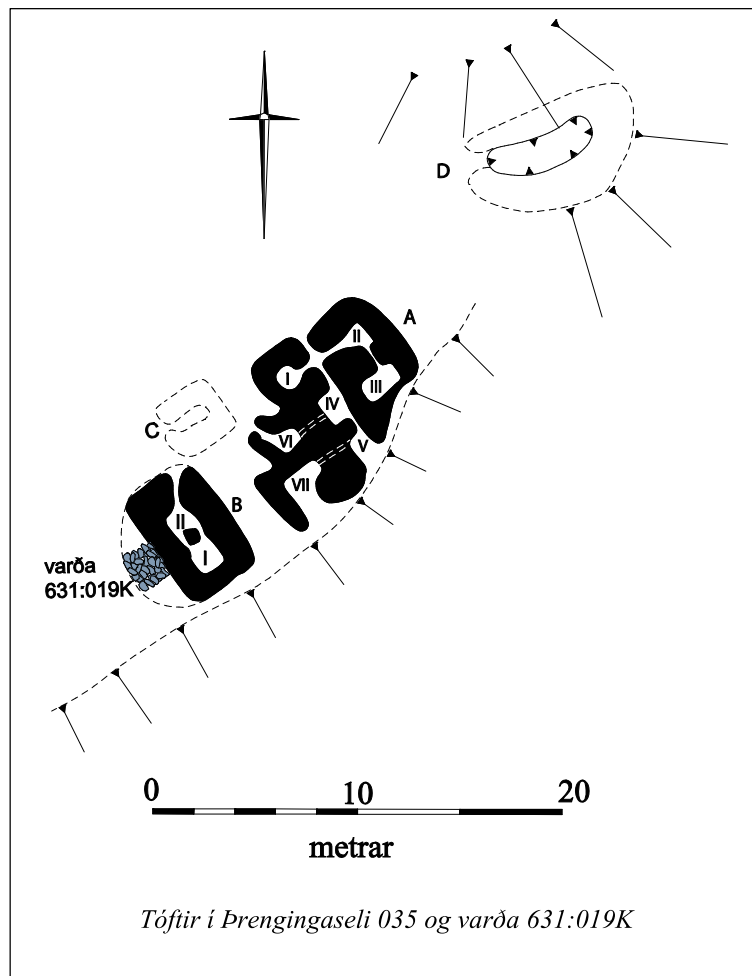 D
A
II
I
III
IV
C
VI
V
VII
B
II
I
varða
631:019K
0 10 20
metrar
Tóftir í Þrengingaseli 035 og varða 631:019K